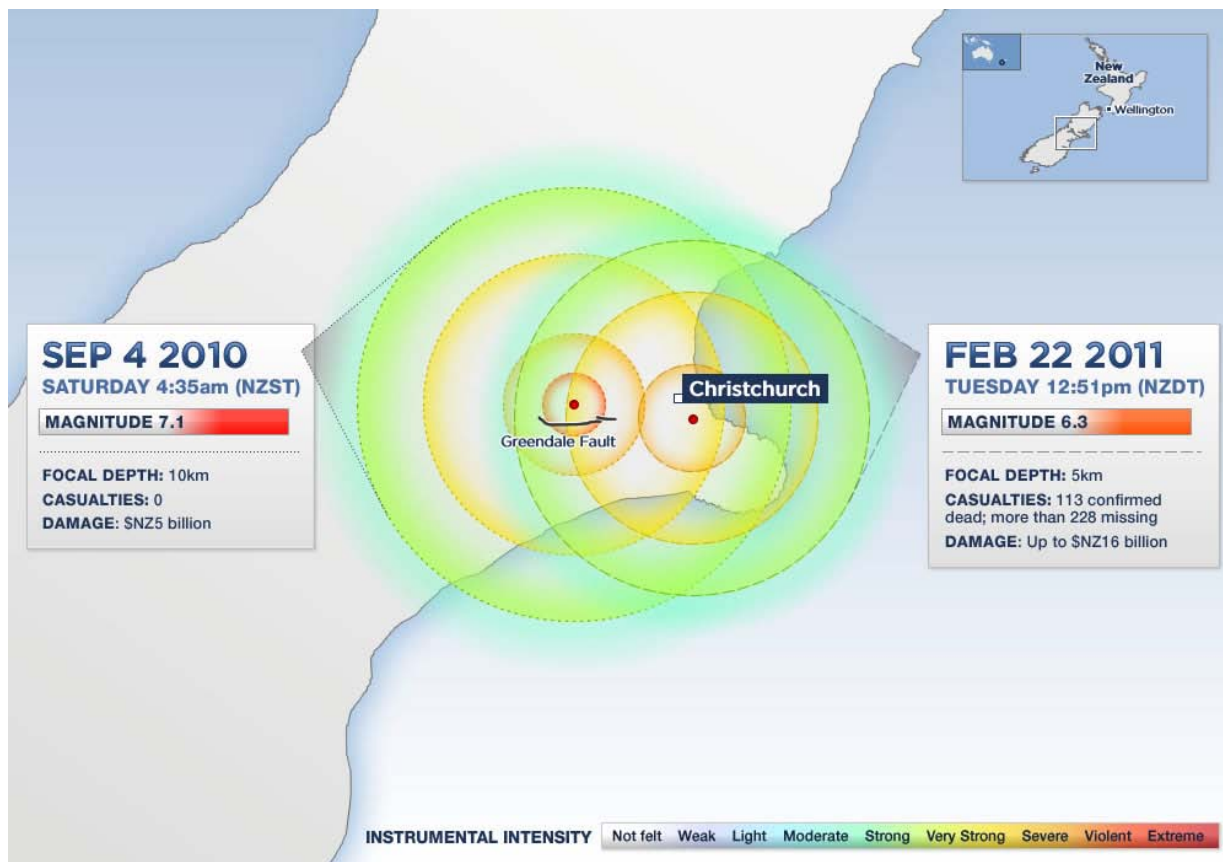 New
Zealand
Wellington
SEP 4 2010
SATURDAY 4:35am (NZST)
MAGNITUDE 7.1
FOCAL DEPTH: 10km
CASUALTIES: 0
DAMAGE: $NZ5 billion
Christchurch
Greendale Fault
FEB 22 2011
TUESDAY 12:51pm (NZDT)
MAGNITUDE 6.3
FOCAL DEPTH: 5km
CASUALTIES: 113 confirmed
dead; more than 228 missing
DAMAGE: Up to $NZ16 billion
INSTRUMENTAL INTENSITY Not felt Weak Light Moderate Strong Very Strong Severe Violent Extreme